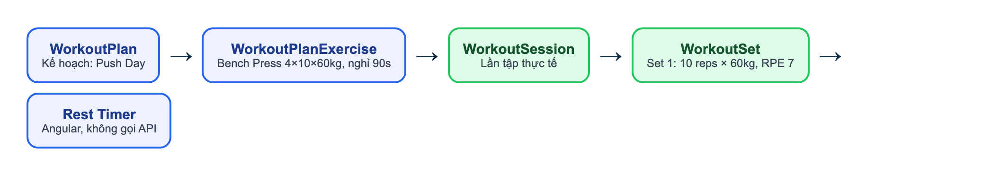 WorkoutPlan
Kế hoạch: Push Day
→
WorkoutPlanExercise
Bench Press 4×10×60kg, nghỉ 90s
→
WorkoutSession
Lần tập thực tế
→
WorkoutSet
Set 1: 10 reps × 60kg, RPE 7
→
Rest Timer
Angular, không gọi API